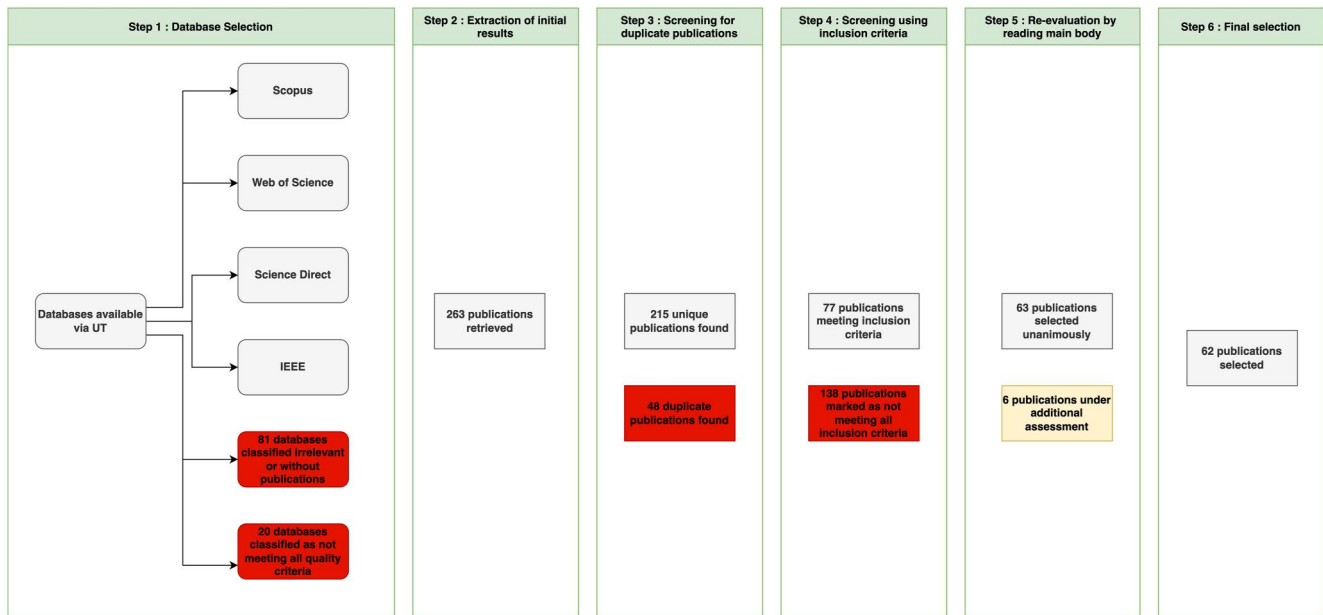 Step 1 : Database Selection
Scopus
Web of Science
Science Direct
Databases available
via UT
IEEE
81 databases
classified irrelevant
or without
publications
20 databases
classified as not
meeting all quality
criteria
Step 2 : Extraction of initial
results
263 publications
retrieved
Step 3 : Screening for
duplicate publications
215 unique
publications found
48 duplicate
publications found
Step 4 : Screening using
inclusion criteria
77 publications
meeting inclusion
criteria
138 publications
marked as not
meeting all
inclusion criteria
Step 5 : Re-evaluation by
reading main body
63 publications
selected
unanimously
6 publications under
additional
assessment
Step 6 : Final selection
62 publications
selected